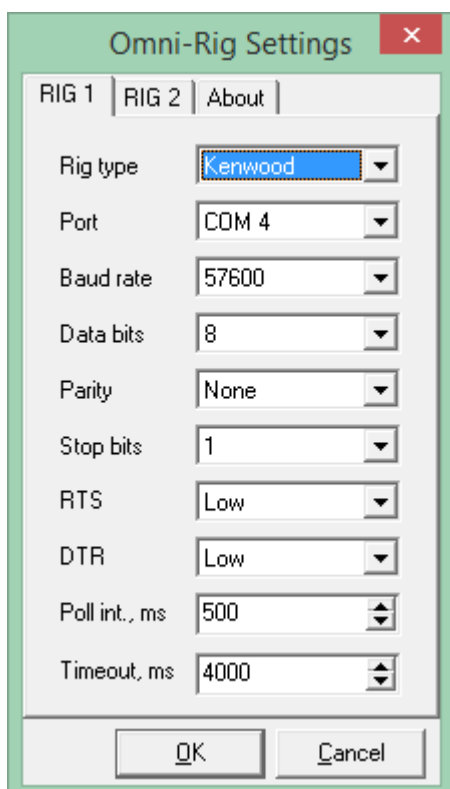 Omni-Rig Settings
RIG 1 RIG 2 About
Rig type Kenwood
Port COM 4
Baud rate 57600
Data bits 8
Parity None
Stop bits 1
RTS Low
DTR Low
Poll int., ms 500
Timeout, ms 4000
OK Cancel